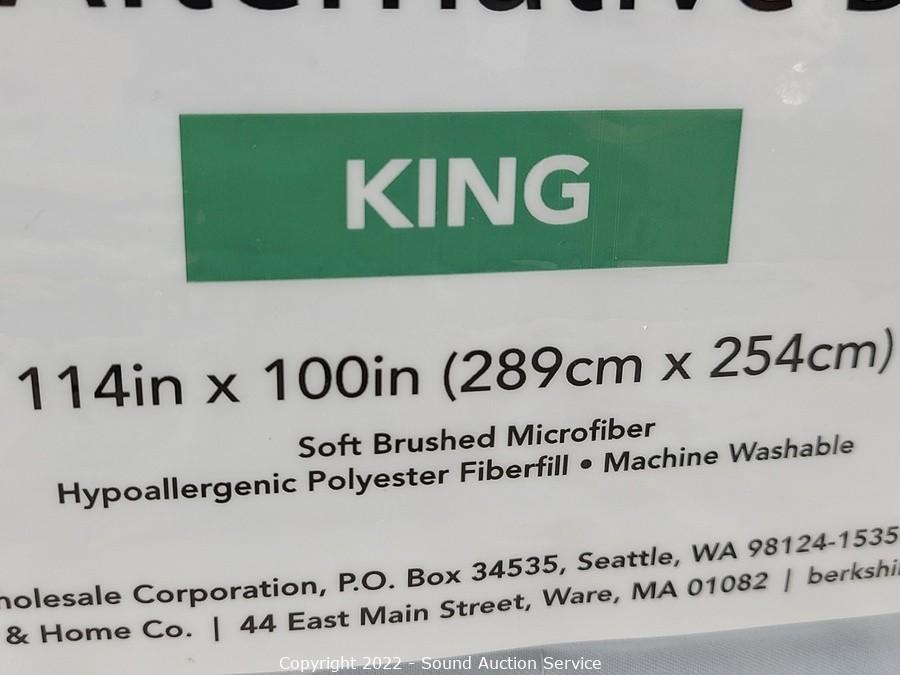 Alternative
KING
114in x 100in (289cm x 254cm)
Soft Brushed Microfiber
Hypoallergenic Polyester Fiberfill • Machine Washable
holesale Corporation, P.O. Box 34535, Seattle, WA 98124-1535
& Home Co. | 44 East Main Street, Ware, MA 01082 | berkshi
Copyright 2022 - Sound Auction Service